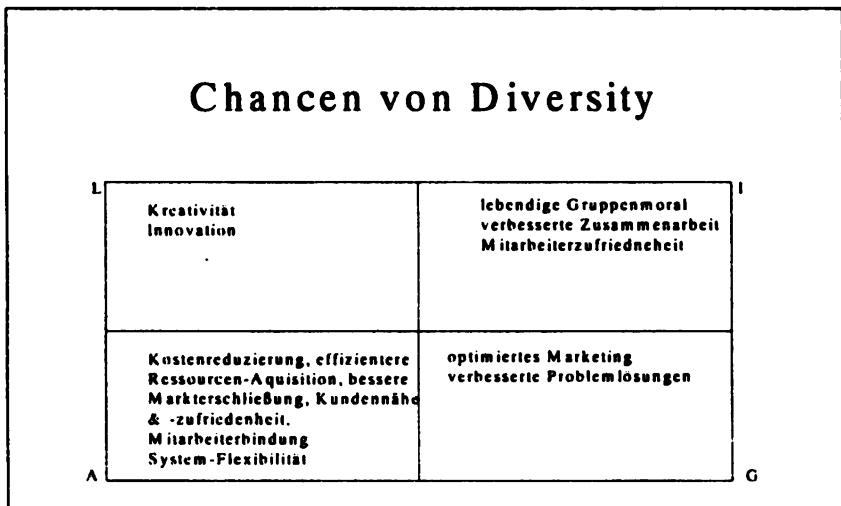 Chancen von Diversity
L
I
Kreativität
Innovation
lebendige Gruppenmoral
verbesserte Zusammenarbeit
Mitarbeiterzufriedneheit
Kostenreduzierung, effizientere
Ressourcen-Aquisition, bessere
Markterschließung, Kundennähe
& -zufriedenheit.
Mitarbeiterbindung
System-Flexibilität
optimiertes Marketing
verbesserte Problemlösungen
A
G